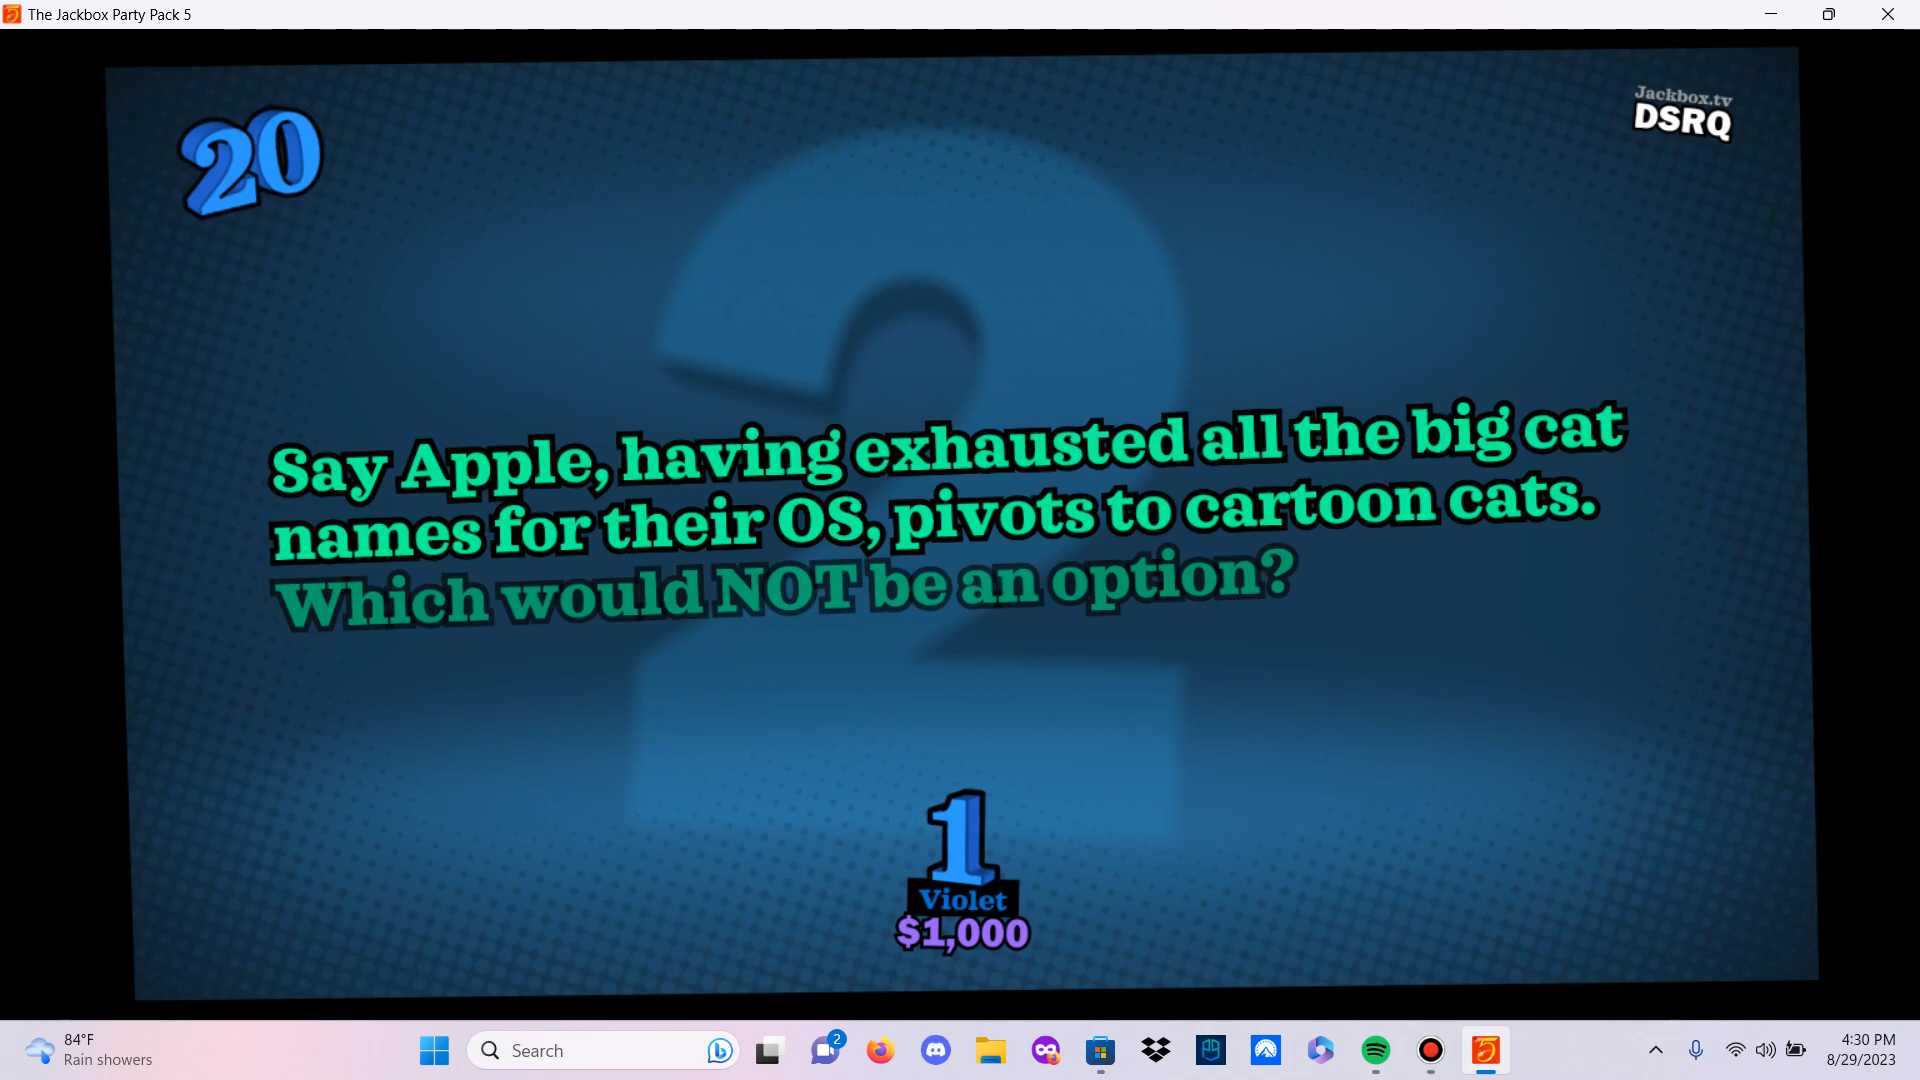 The Jackbox Party Pack 5
20
Jackbox.tv
DSRQ
Say Apple, having exhausted all the big cat
names for their OS, pivots to cartoon cats.
Which would NOT be an option?
1
Violet
$1,000
84°F
Rain showers
Search
2
4:30 PM
8/29/2023